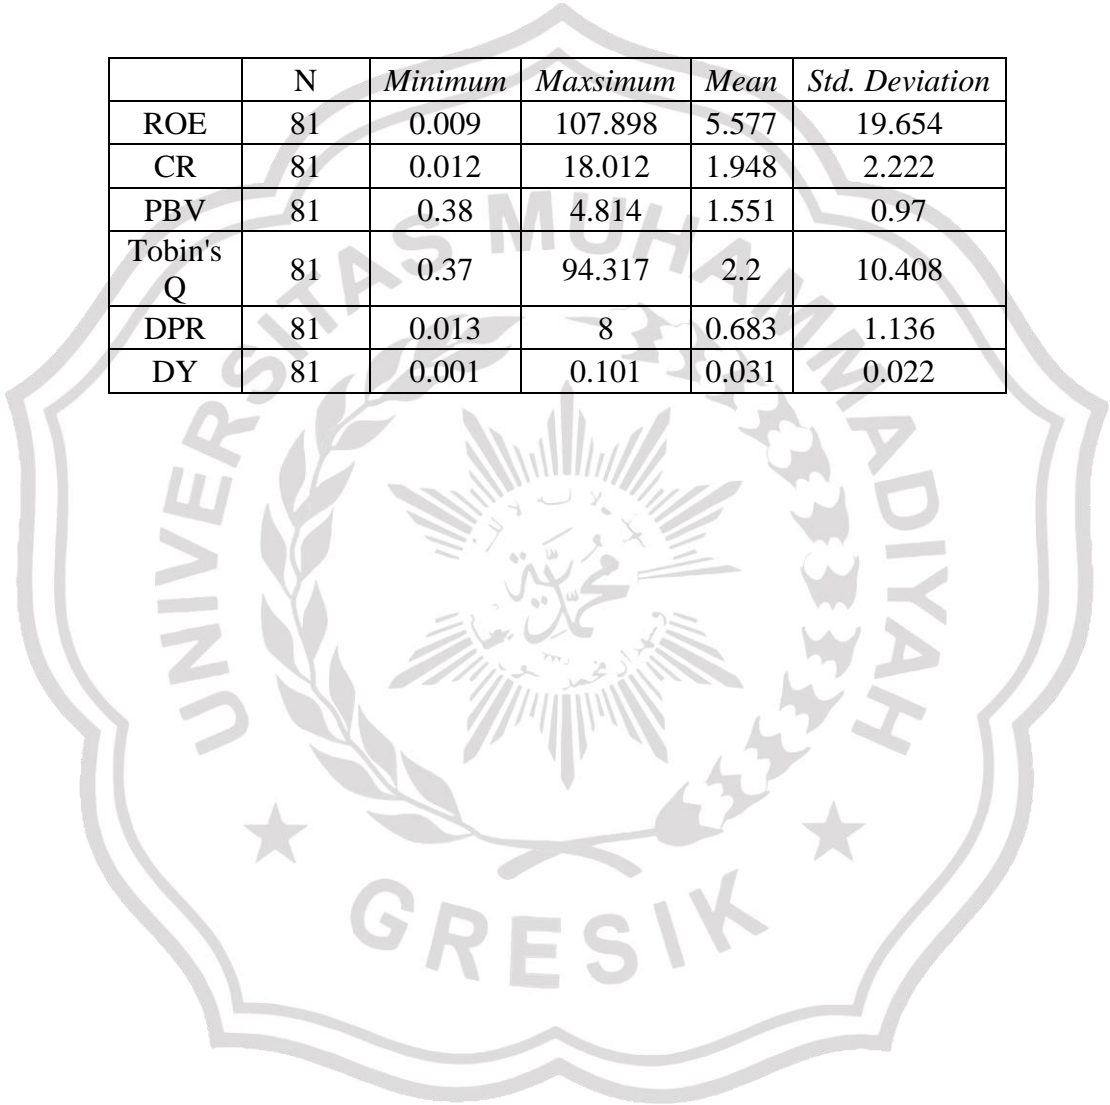 N Minimum Maxsimum Mean Std. Deviation
ROE 81 0.009 107.898 5.577 19.654
CR 81 0.012 18.012 1.948 2.222
PBV 81 0.38 4.814 1.551 0.97
Tobin's
Q 81 0.37 94.317 2.2 10.408
DPR 81 0.013 8 0.683 1.136
DY 81 0.001 0.101 0.031 0.022
UNIVERSITAS MUHAMMADIYAH
محمدية
GRESIK